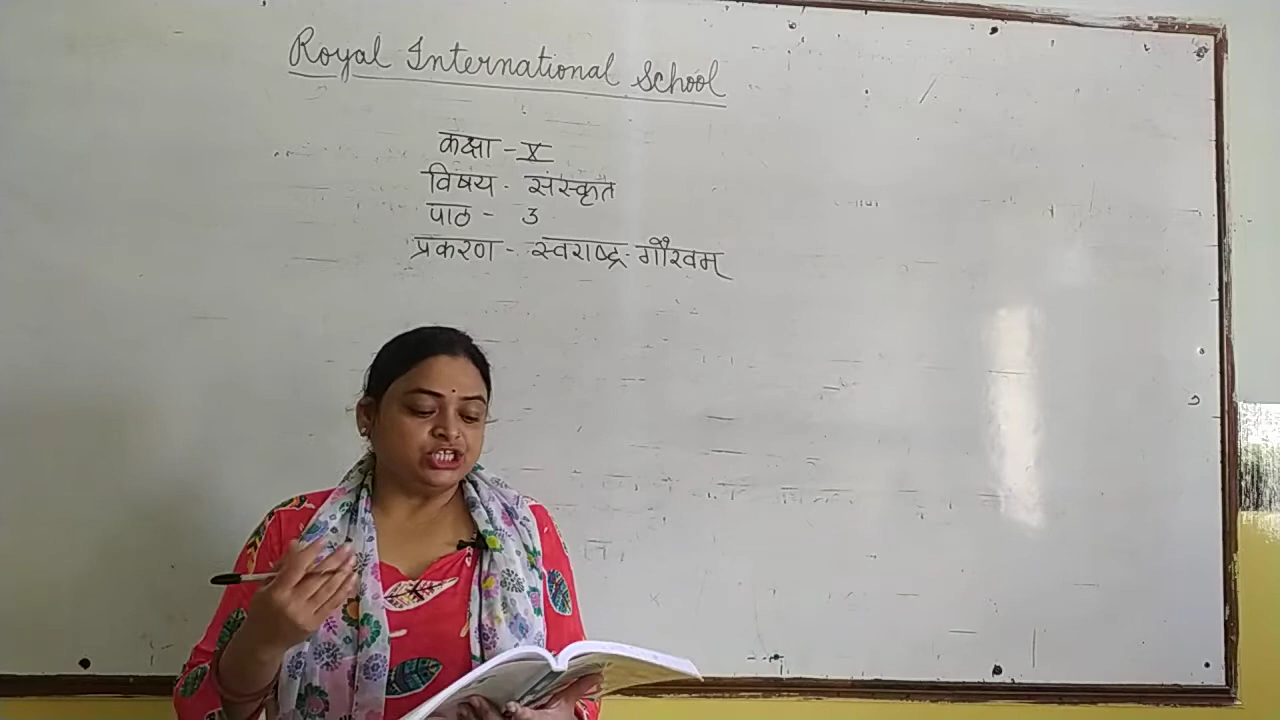 Royal International School
कक्षा - X
विषय - संस्कृत
पाठ - 3
प्रकरण - स्वराष्ट्र-गौरवम्